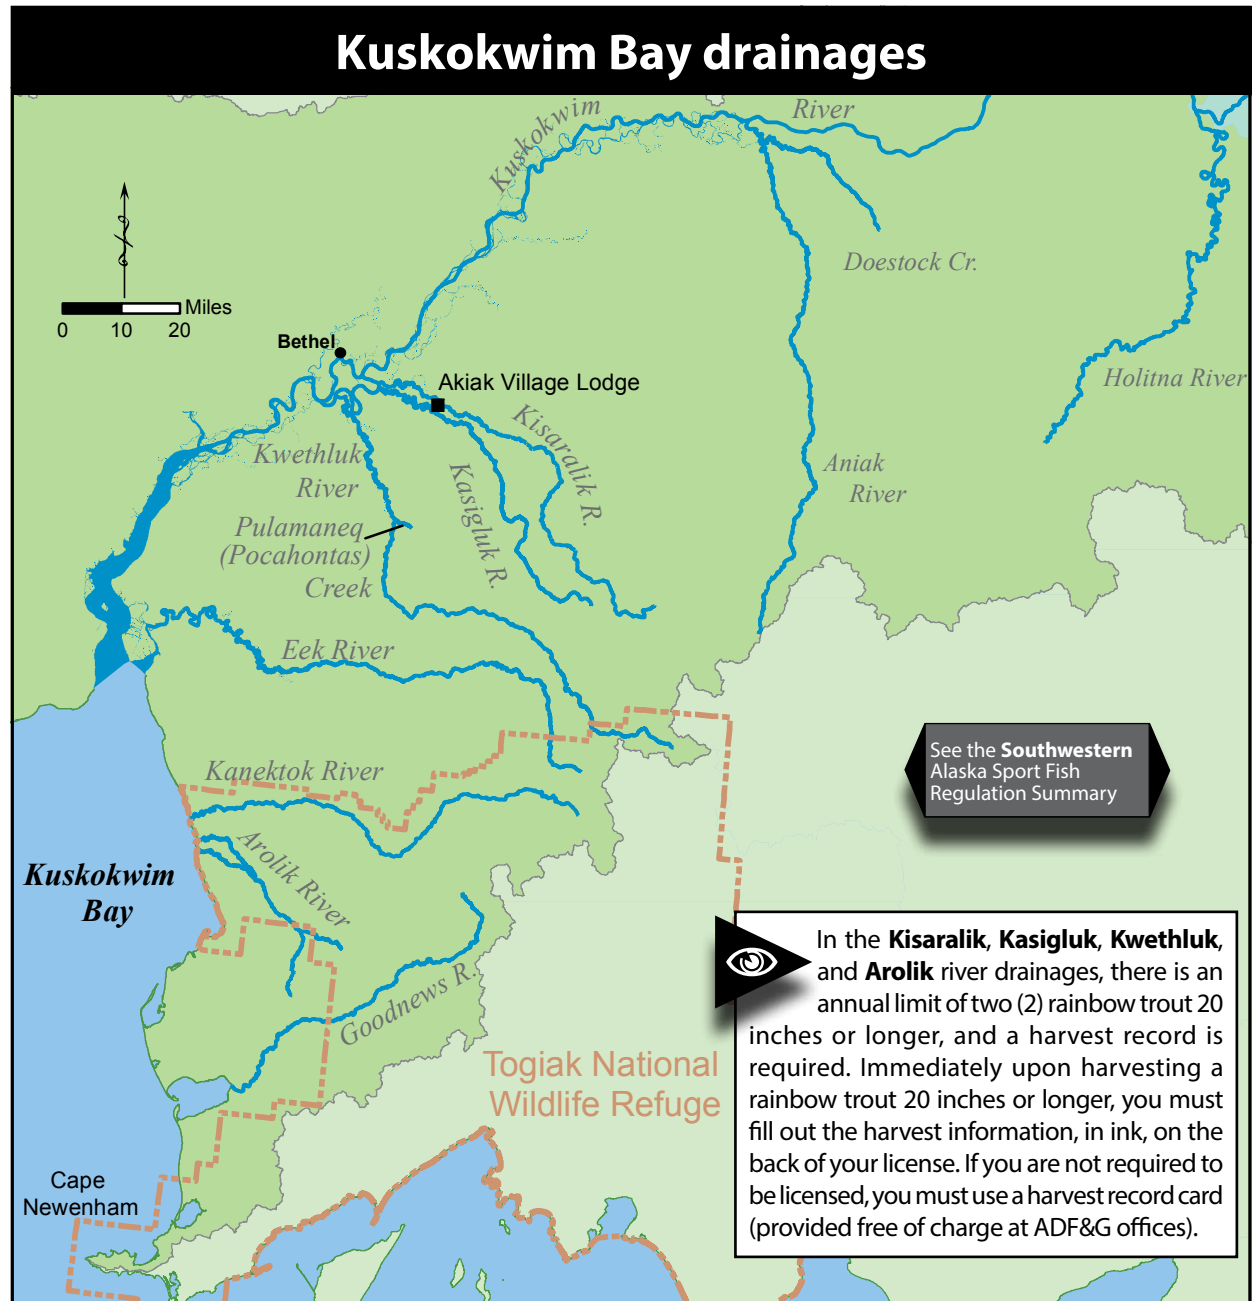 Kuskokwim Bay drainages
Kuskokwim
River
Doestock Cr.
Miles
0 10 20
Bethel
Akiak Village Lodge
Holitna River
Kisaralik R.
Kwethluk
River
Kasigluk R.
Aniak
River
Pulamaneq
(Pocahontas)
Creek
Eek River
See the Southwestern
Alaska Sport Fish
Regulation Summary
Kanektok River
Arolik River
Kuskokwim
Bay
Goodnews R.
In the Kisaralik, Kasigluk, Kwethluk,
and Arolik river drainages, there is an
annual limit of two (2) rainbow trout 20
inches or longer, and a harvest record is
required. Immediately upon harvesting a
rainbow trout 20 inches or longer, you must
fill out the harvest information, in ink, on the
back of your license. If you are not required to
be licensed, you must use a harvest record card
(provided free of charge at ADF&G offices).
Togiak National
Wildlife Refuge
Cape
Newenham